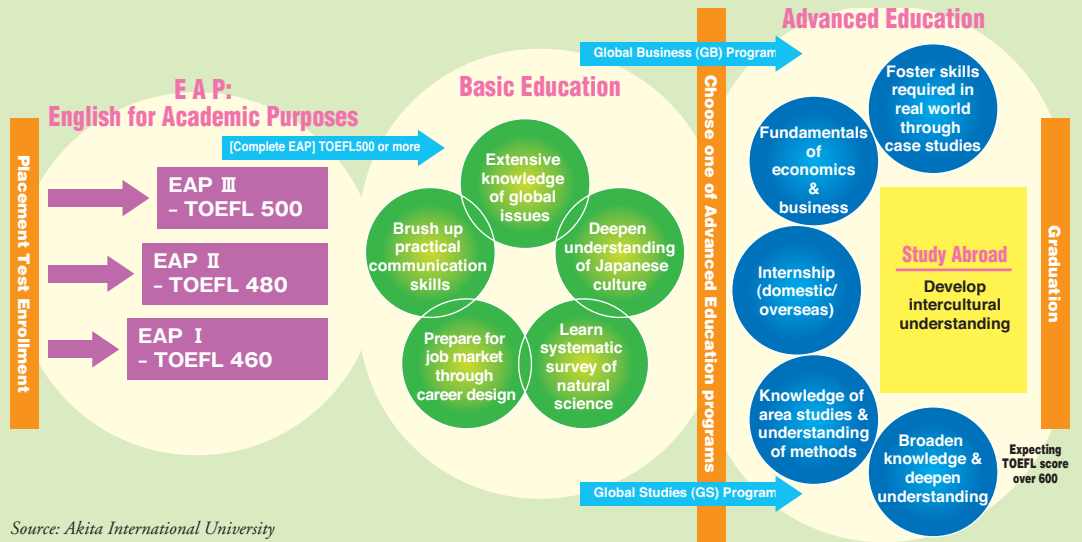 Placement Test Enrollment
E A P:
English for Academic Purposes
[Complete EAP] TOEFL500 or more
EAP Ⅲ
– TOEFL 500
EAP Ⅱ
– TOEFL 480
EAP Ⅰ
– TOEFL 460
Basic Education
Extensive
knowledge
of global
issues
Brush up
practical
communication
skills
Deepen
understanding
of Japanese
culture
Prepare for
job market
through
career design
Learn
systematic
survey of
natural
science
Choose one of Advanced Education programs
Global Business (GB) Program
Global Studies (GS) Program
Advanced Education
Foster skills
required in
real world
through
case studies
Fundamentals
of
economics
&
business
Internship
(domestic/
overseas)
Knowledge of
area studies &
understanding
of methods
Broaden
knowledge &
deepen
understanding
Study Abroad
Develop
intercultural
understanding
Graduation
Expecting
TOEFL score
over 600
Source: Akita International University